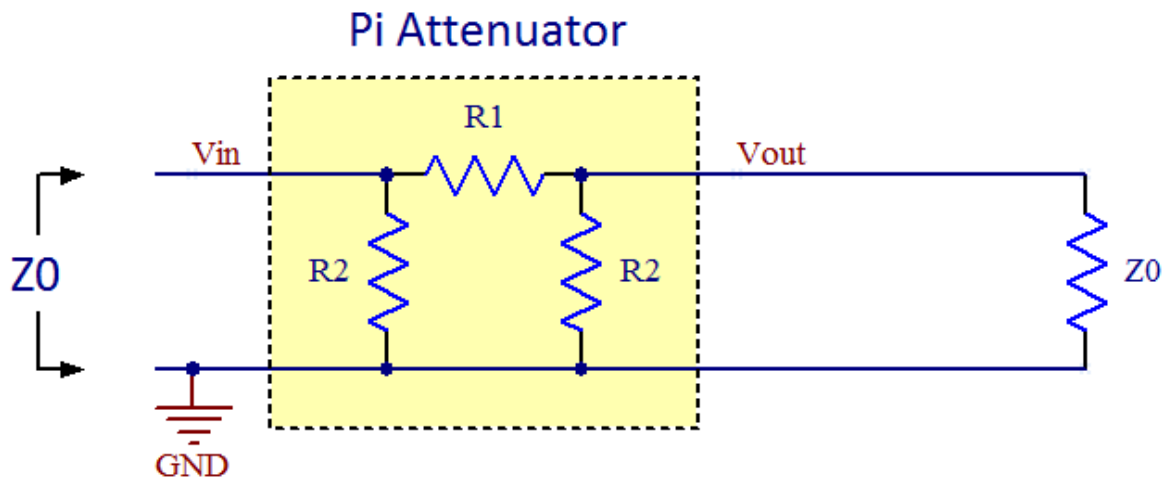 Pi Attenuator
R1
Vin
Vout
Z0
R2
R2
Z0
GND